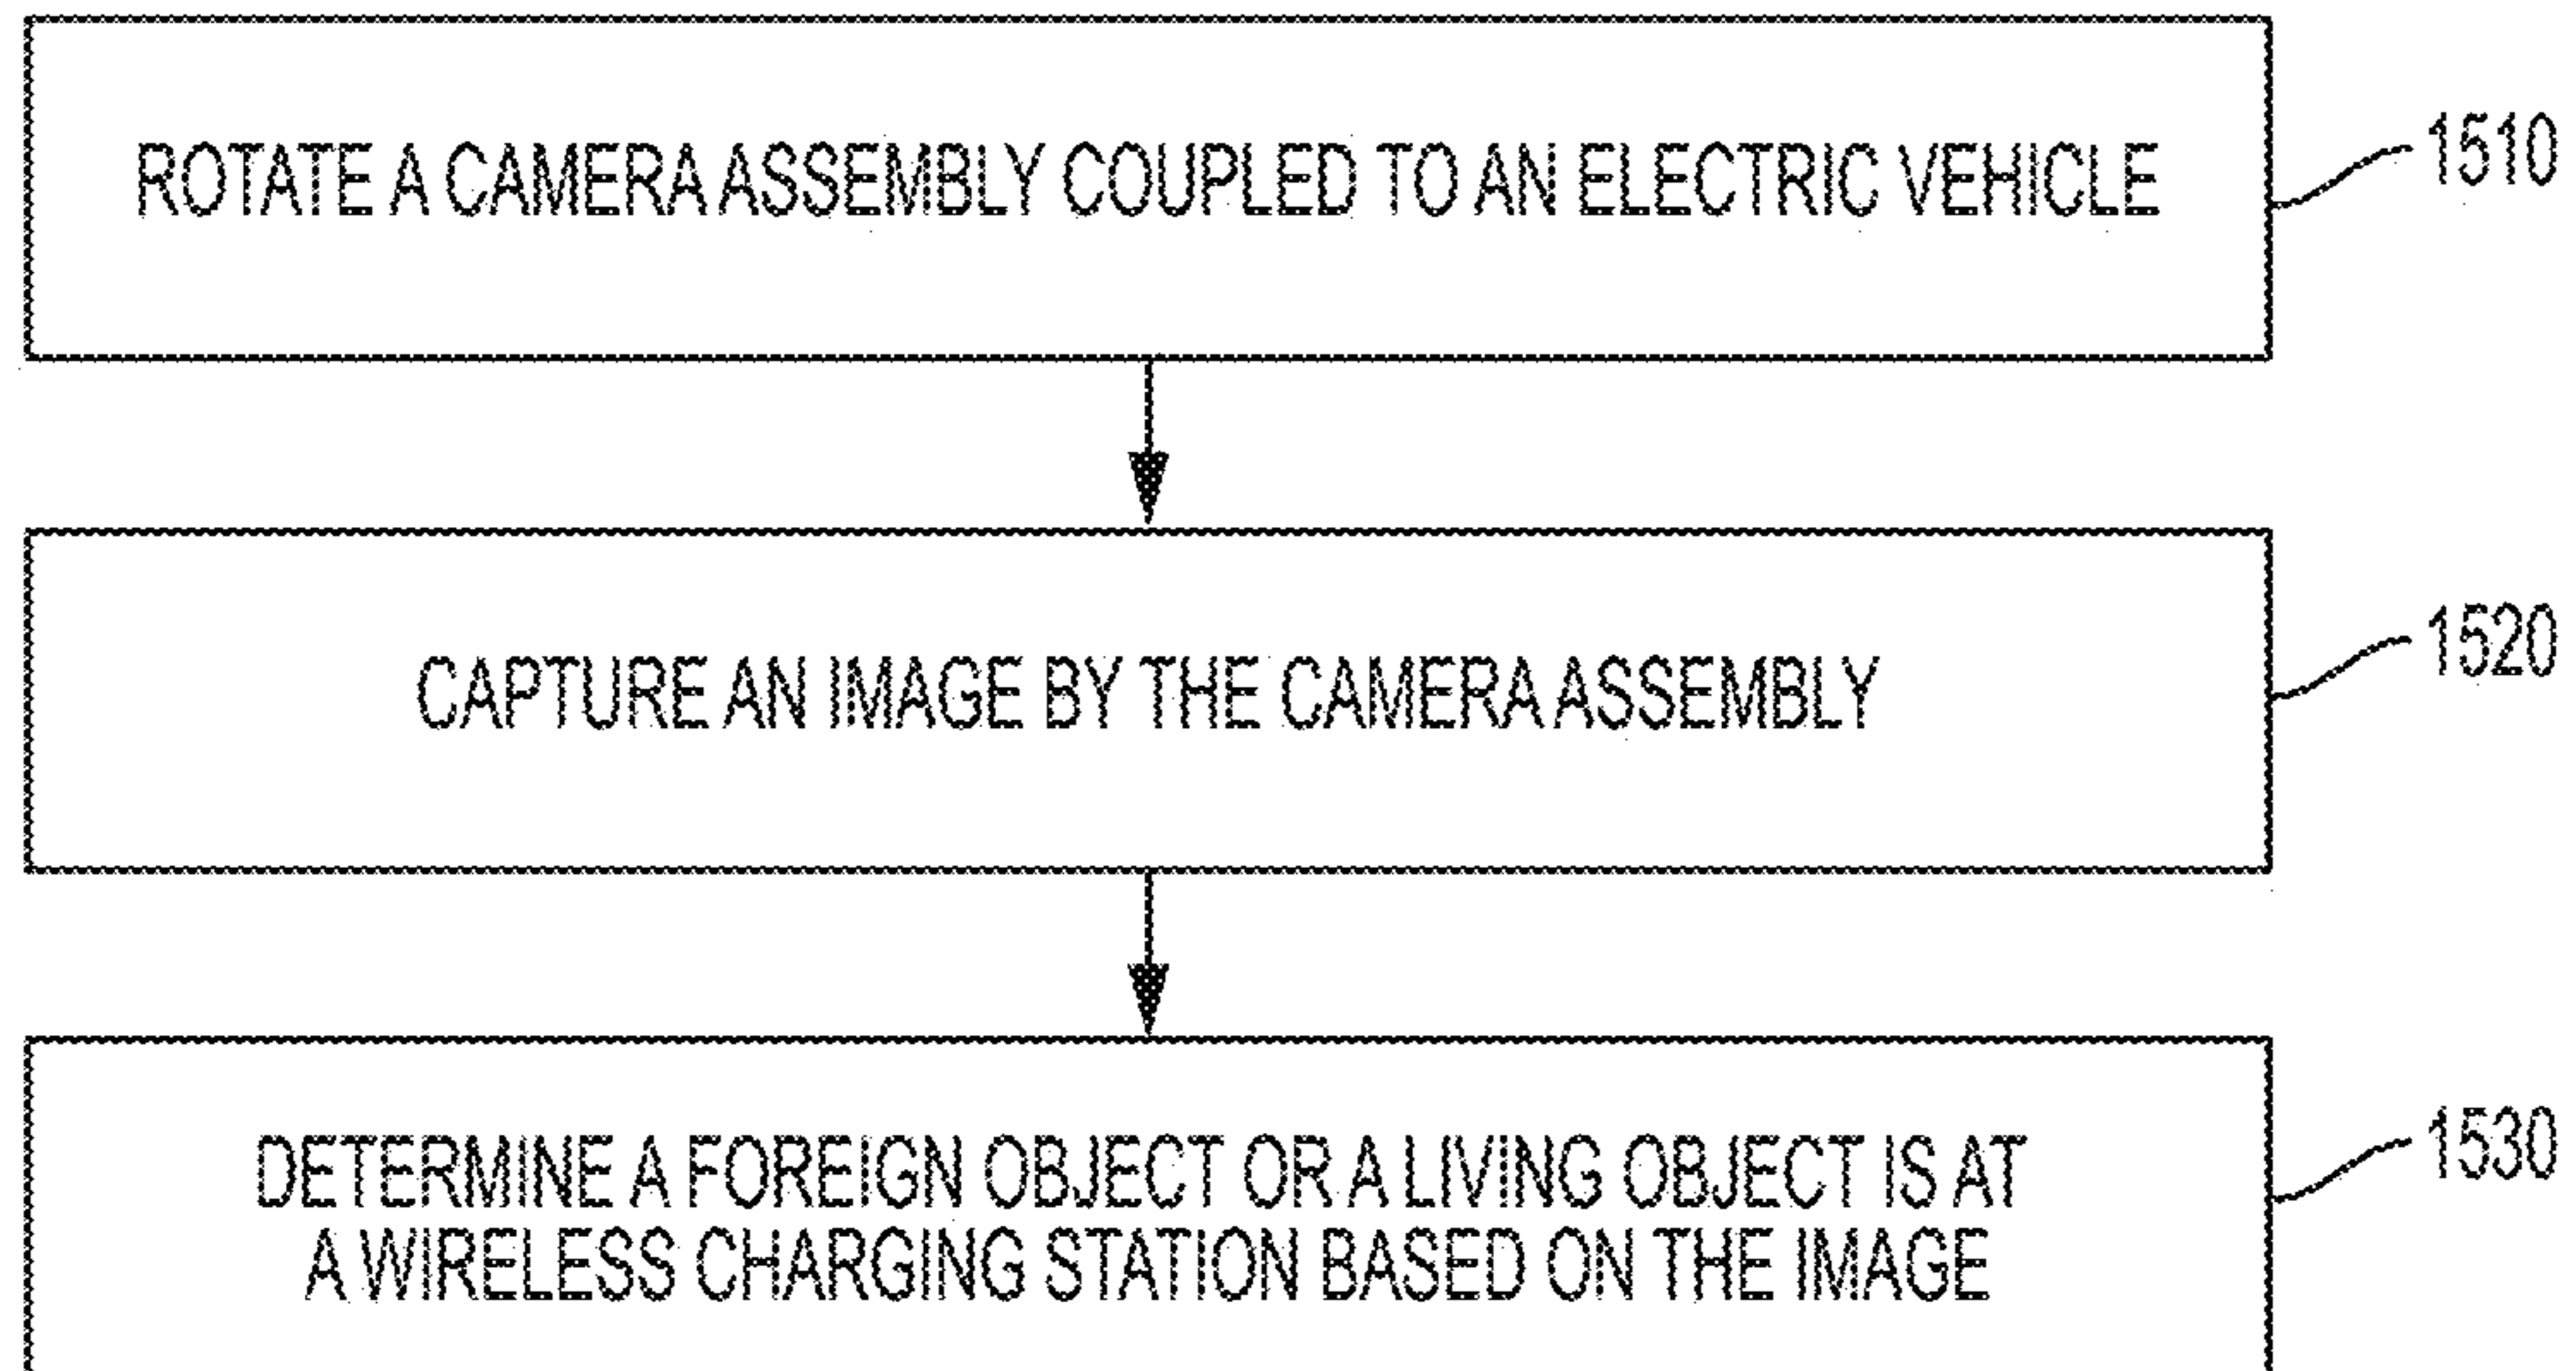 ROTATE A CAMERA ASSEMBLY COUPLED TO AN ELECTRIC VEHICLE
1510
CAPTURE AN IMAGE BY THE CAMERA ASSEMBLY
1520
DETERMINE A FOREIGN OBJECT OR A LIVING OBJECT IS AT
A WIRELESS CHARGING STATION BASED ON THE IMAGE
1530